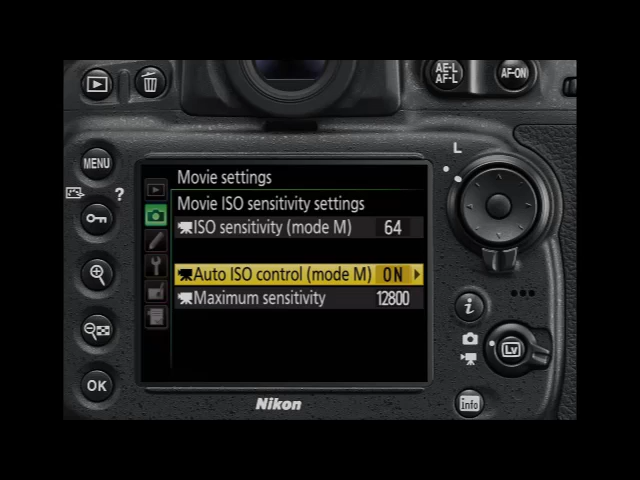 AE-L
AF-L
AF-ON
MENU
?
L
Movie settings
Movie ISO sensitivity settings
ISO sensitivity (mode M) 64
Auto ISO control (mode M) ON
Maximum sensitivity 12800
i
Lv
OK
Nikon
info